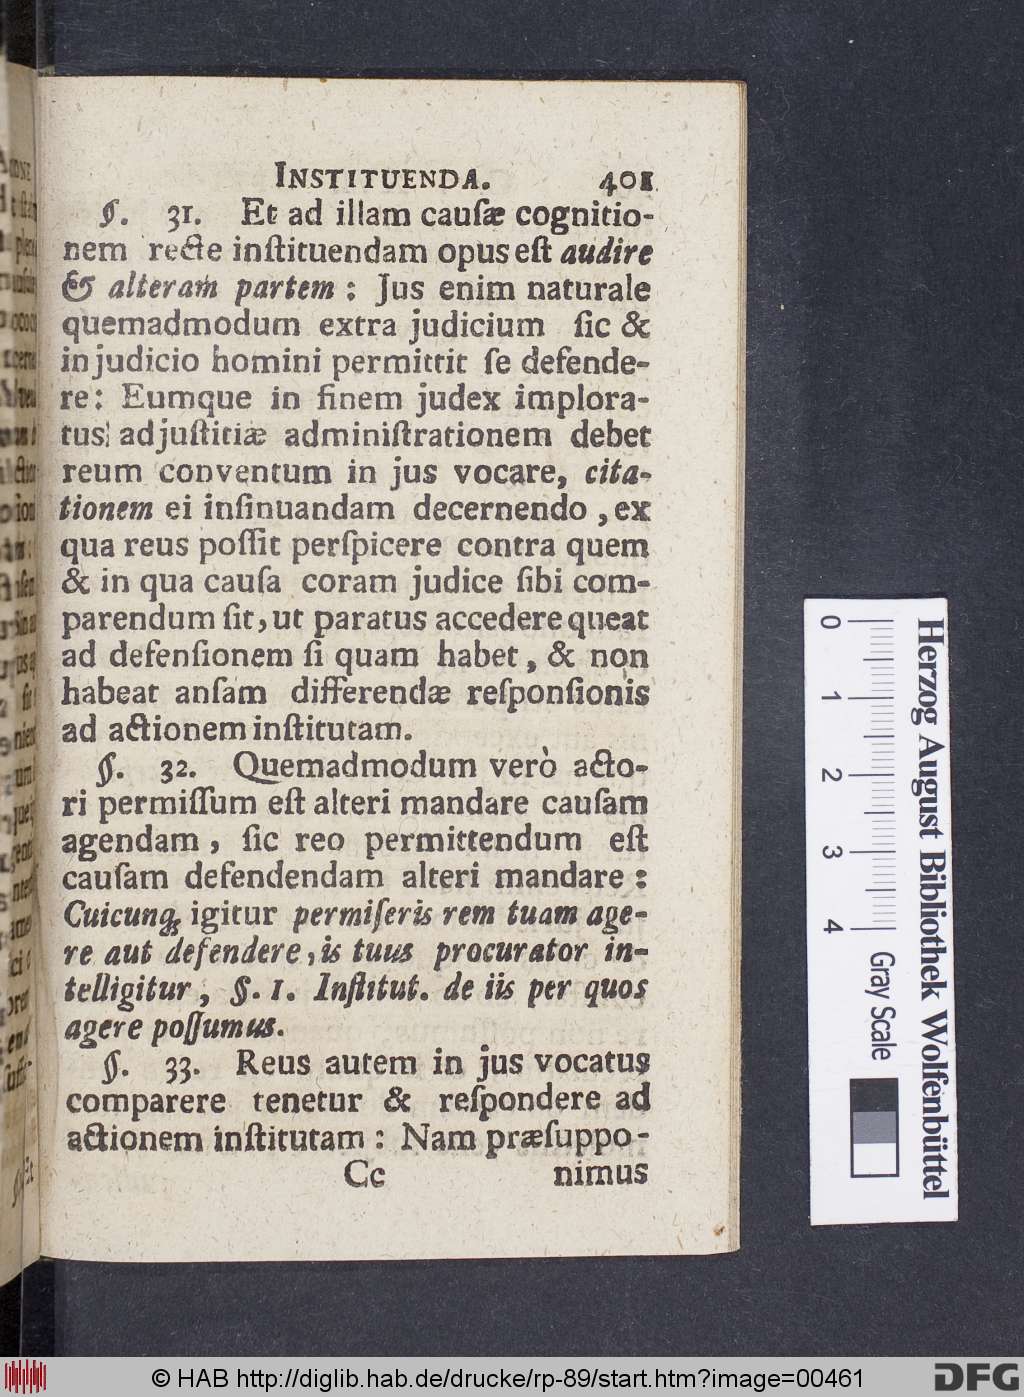 INSTITUENDA. 401
§. 31. Et ad illam cauſæ cognitio-
nem recte inſtituendam opus eſt audire
& alteram partem : Jus enim naturale
quemadmodum extra judicium ſic &
in judicio homini permittit ſe defende-
re: Eumque in finem judex implora-
tus ad juſtitiæ adminiſtrationem debet
reum conventum in jus vocare, cita-
tionem ei inſinuandam decernendo , ex
qua reus poſſit perſpicere contra quem
& in qua cauſa coram judice ſibi com-
parendum ſit, ut paratus accedere queat
ad defenſionem ſi quam habet, & non
habeat anſam differendæ reſponſionis
ad actionem inſtitutam.
§. 32. Quemadmodum verò acto-
ri permiſſum eſt alteri mandare cauſam
agendam , ſic reo permittendum eſt
cauſam defendendam alteri mandare :
Cuicunq; igitur permiſeris rem tuam age-
re aut defendere, is tuus procurator in-
telligitur, §. 1. Inſtitut. de iis per quos
agere poſſumus.
§. 33. Reus autem in jus vocatus
comparere tenetur & reſpondere ad
actionem inſtitutam : Nam præſuppo-
Cc nimus
Herzog August Bibliothek Wolfenbüttel
0 1 2 3 4 Gray Scale
© HAB http://diglib.hab.de/drucke/rp-89/start.htm?image=00461
DFG